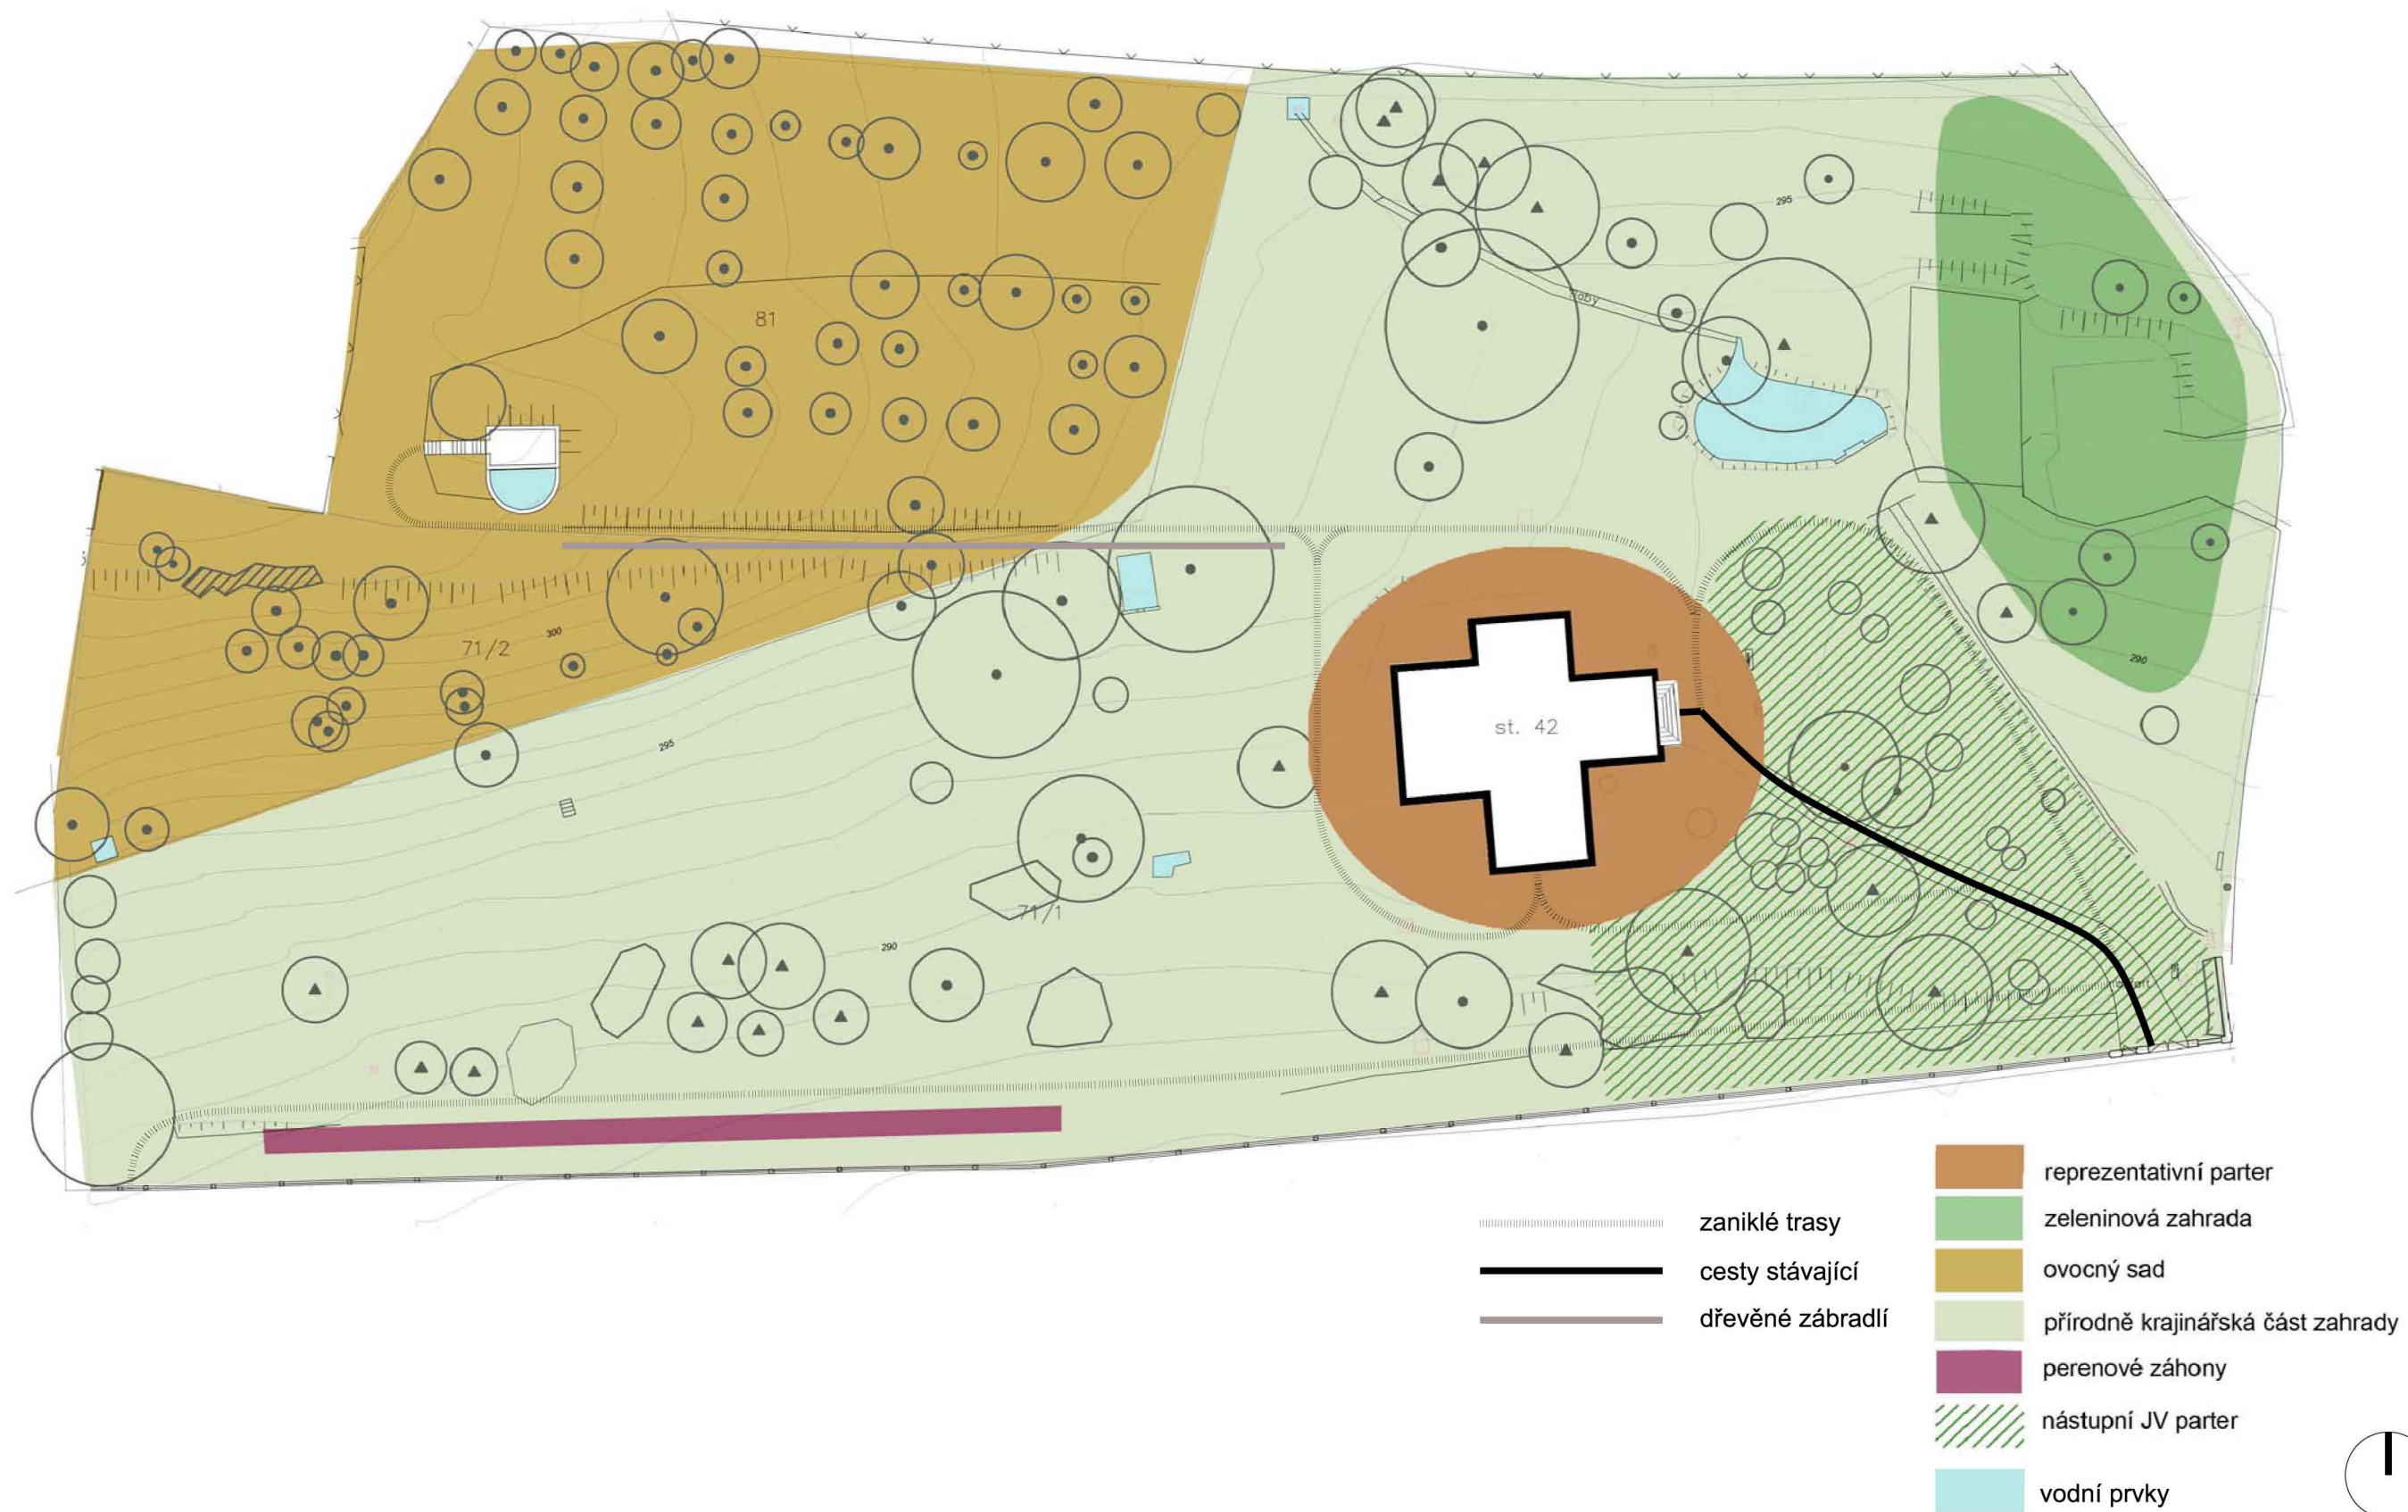 295
81
300
71/2
290
295
st. 42
71/1
290
reprezentativní parter
zaniklé trasy
zeleninová zahrada
cesty stávající
ovocný sad
dřevěné zábradlí
přírodně krajinářská část zahrady
perenové záhony
nástupní JV parter
vodní prvky